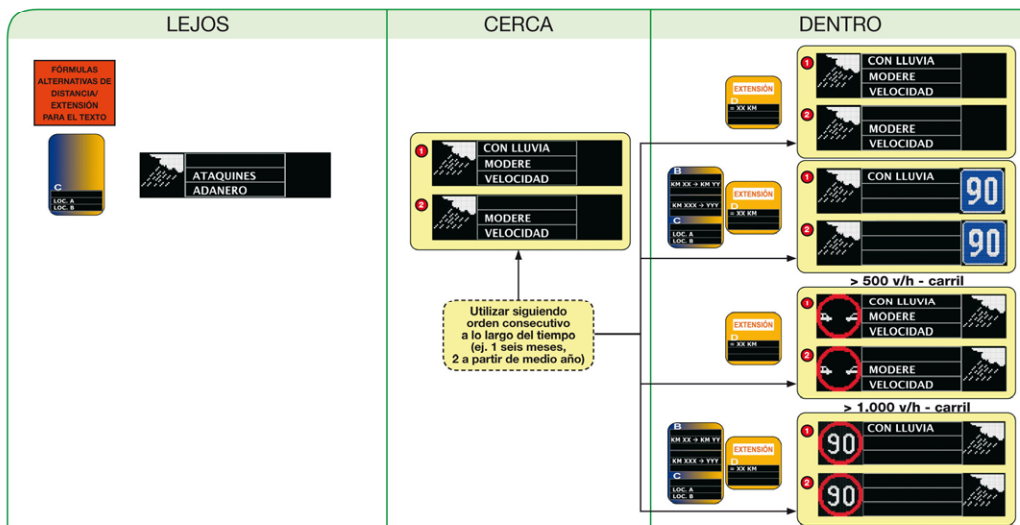 LEJOS
CERCA
DENTRO
FÓRMULAS
ALTERNATIVAS DE
DISTANCIA/
EXTENSIÓN
PARA EL TEXTO
C
LOC. A
LOC. B
ATAQUINES
ADANERO
1
CON LLUVIA
MODERE
VELOCIDAD
2
MODERE
VELOCIDAD
Utilizar siguiendo
orden consecutivo
a lo largo del tiempo
(ej. 1 seis meses,
2 a partir de medio año)
EXTENSIÓN
D
= XX KM
1
CON LLUVIA
MODERE
VELOCIDAD
2
MODERE
VELOCIDAD
B
KM XX → KM YY
KM XXX → YYY
C
LOC. A
LOC. B
EXTENSIÓN
D
= XX KM
1
CON LLUVIA
90
2
90
> 500 v/h - carril
EXTENSIÓN
D
= XX KM
1
CON LLUVIA
MODERE
VELOCIDAD
2
MODERE
VELOCIDAD
> 1.000 v/h - carril
B
KM XX → KM YY
KM XXX → YYY
C
LOC. A
LOC. B
EXTENSIÓN
D
= XX KM
1
90
CON LLUVIA
2
90